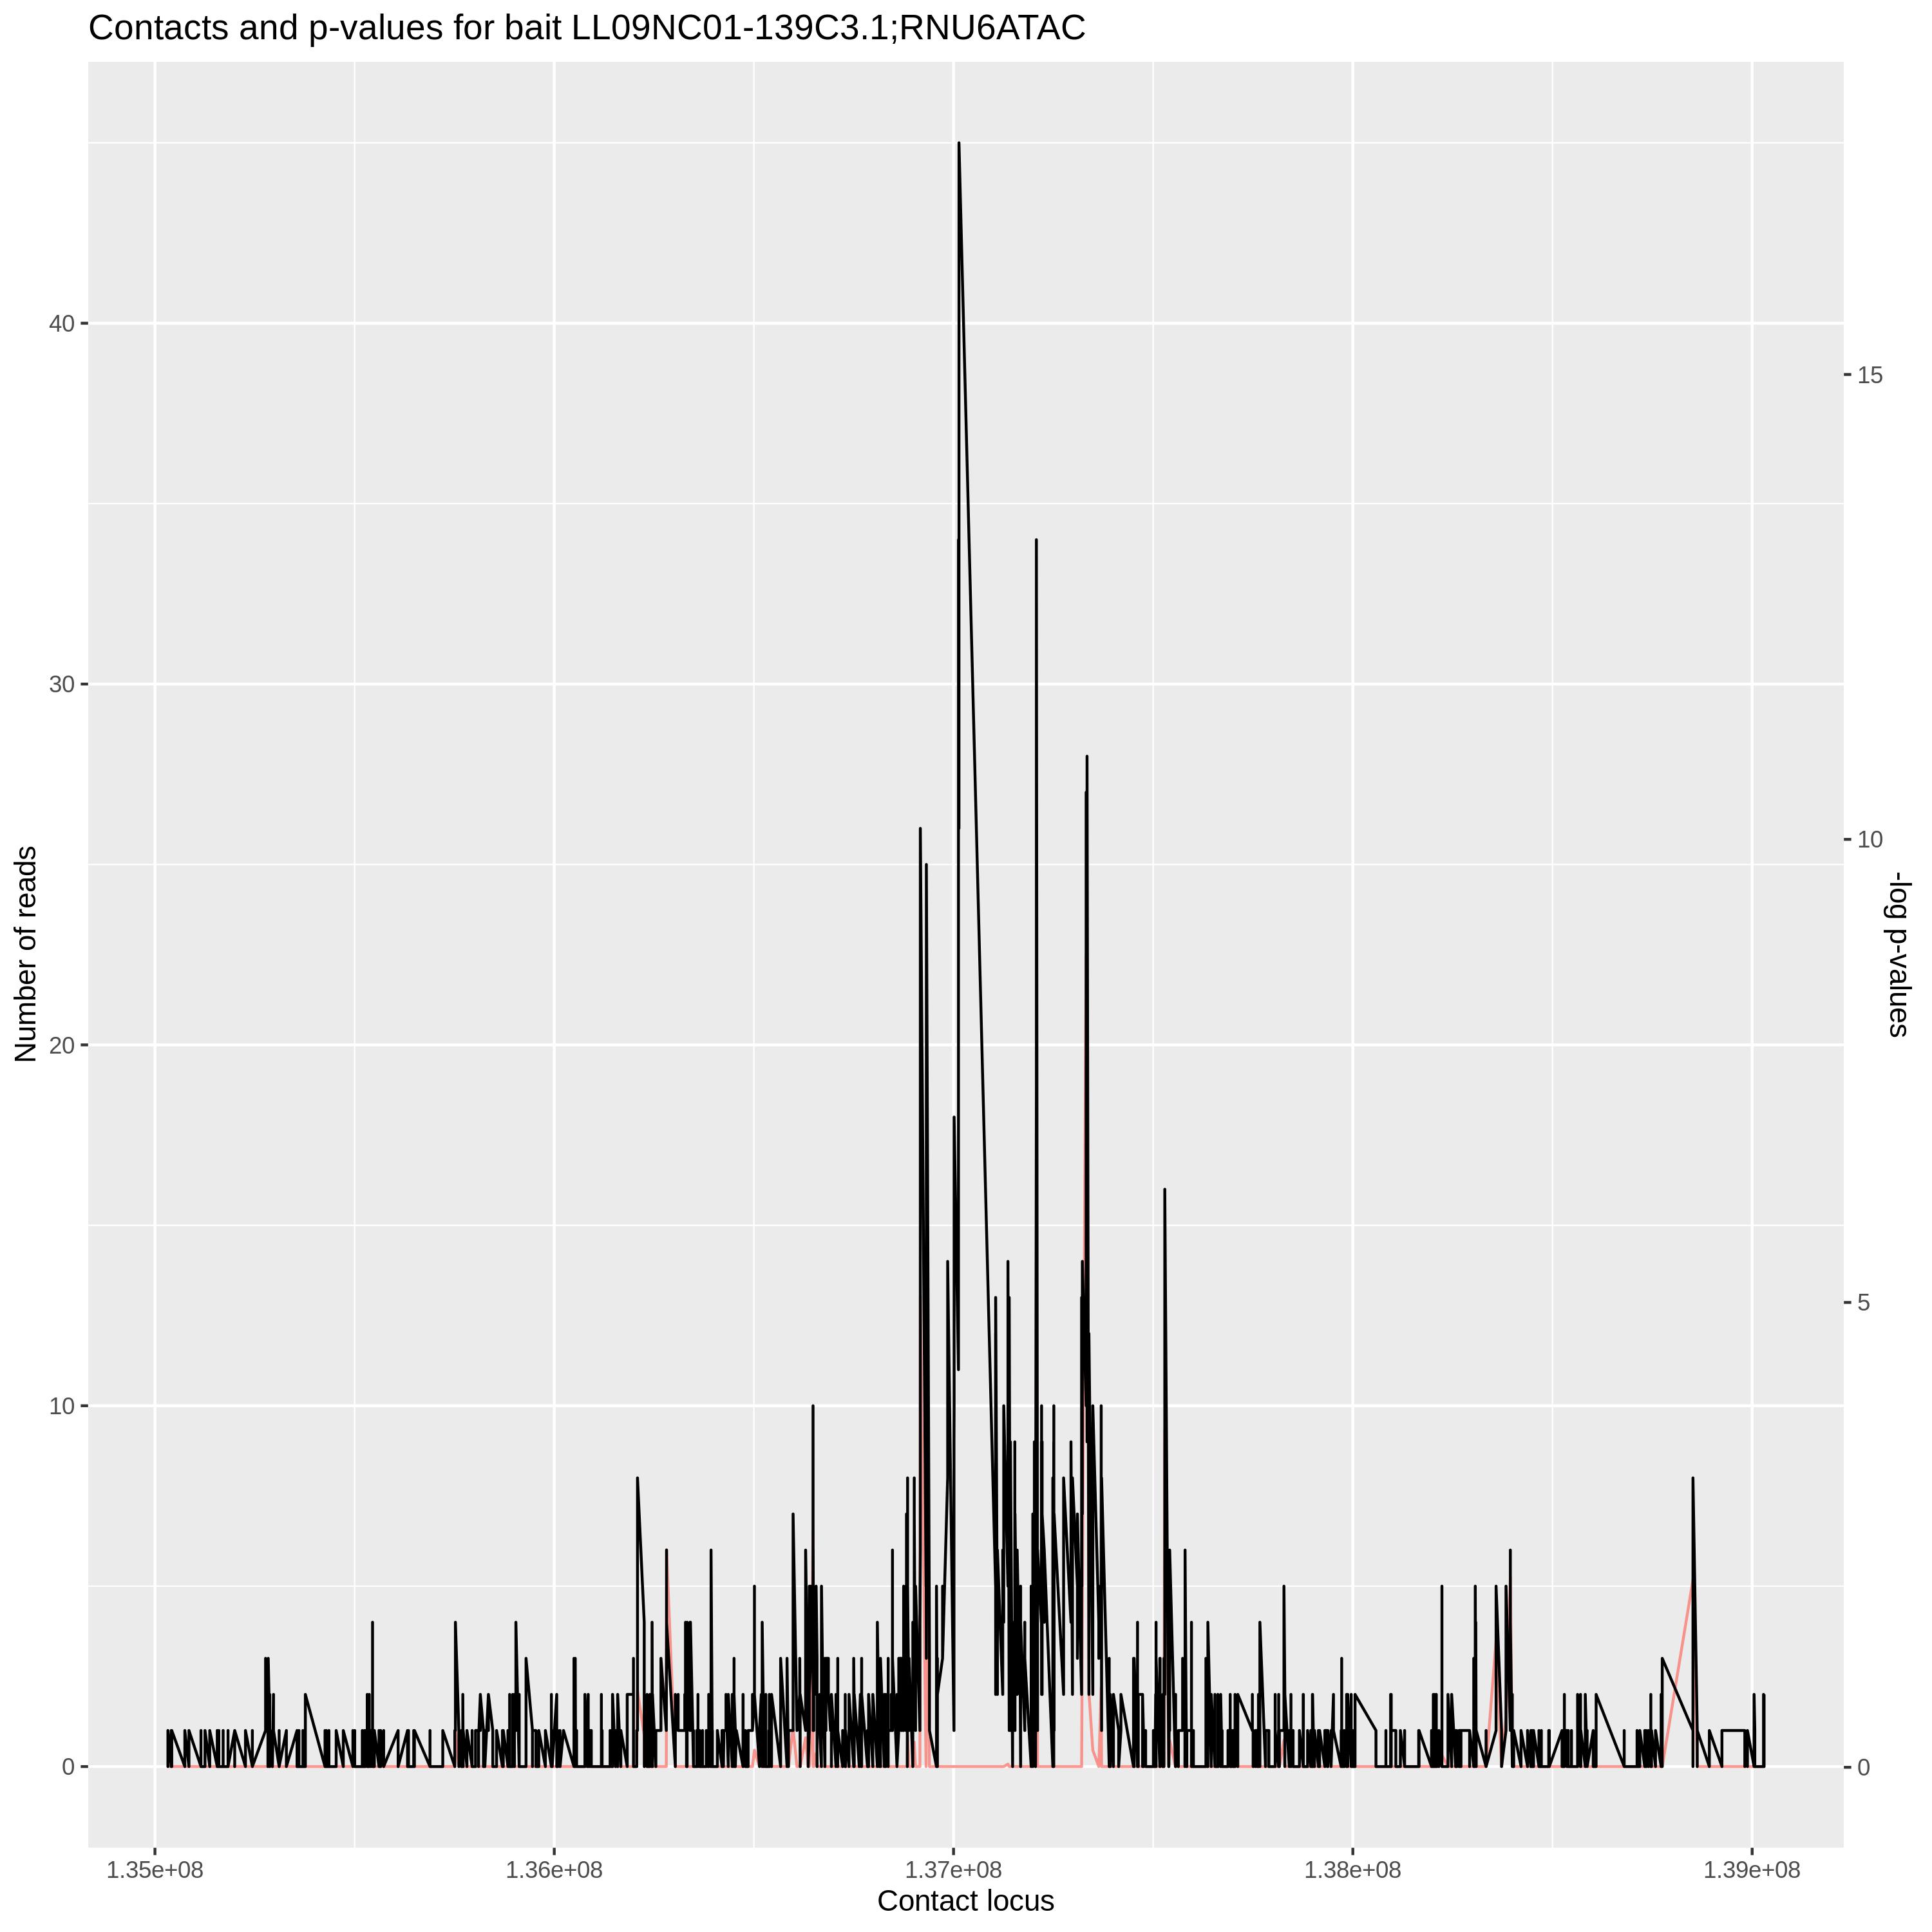 Contacts and p-values for bait LL09NC01-139C3.1;RNU6ATAC
40
30
20
10
0
Number of reads
15
10
5
0
-log p-values
1.35e+08 1.36e+08 1.37e+08 1.38e+08 1.39e+08
Contact locus